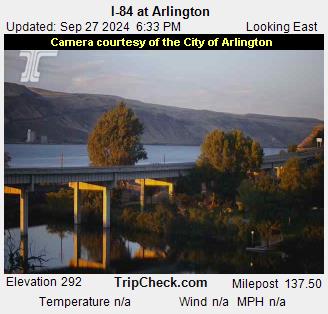 I-84 at Arlington
Updated: Sep 27 2024 6:33 PM Looking East
Camera courtesy of the City of Arlington
Elevation 292 TripCheck.com Milepost 137.50
Temperature n/a Wind n/a MPH n/a